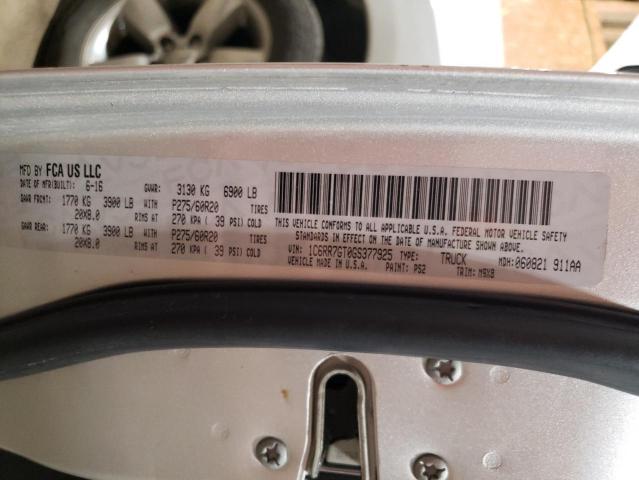 MFD BY FCA US LLC
DATE OF MFR(BUILT): 6-16 GVWR: 3130 KG 6900 LB
GAWR FRONT: 1770 KG 3900 LB WITH P275/60R20 TIRES
20X8.0 RIMS AT 270 KPA ( 39 PSI) COLD
GAWR REAR: 1770 KG 3900 LB WITH P275/60R20 TIRES
20X8.0 RIMS AT 270 KPA ( 39 PSI) COLD
THIS VEHICLE CONFORMS TO ALL APPLICABLE U.S.A. FEDERAL MOTOR VEHICLE SAFETY
STANDARDS IN EFFECT ON THE DATE OF MANUFACTURE SHOWN ABOVE.
VIN: 1C6RR7GT0GS377925 TYPE: TRUCK MDH: 060821 911AA
VEHICLE MADE IN U.S.A. PAINT: PS2 TRIM: M9X8